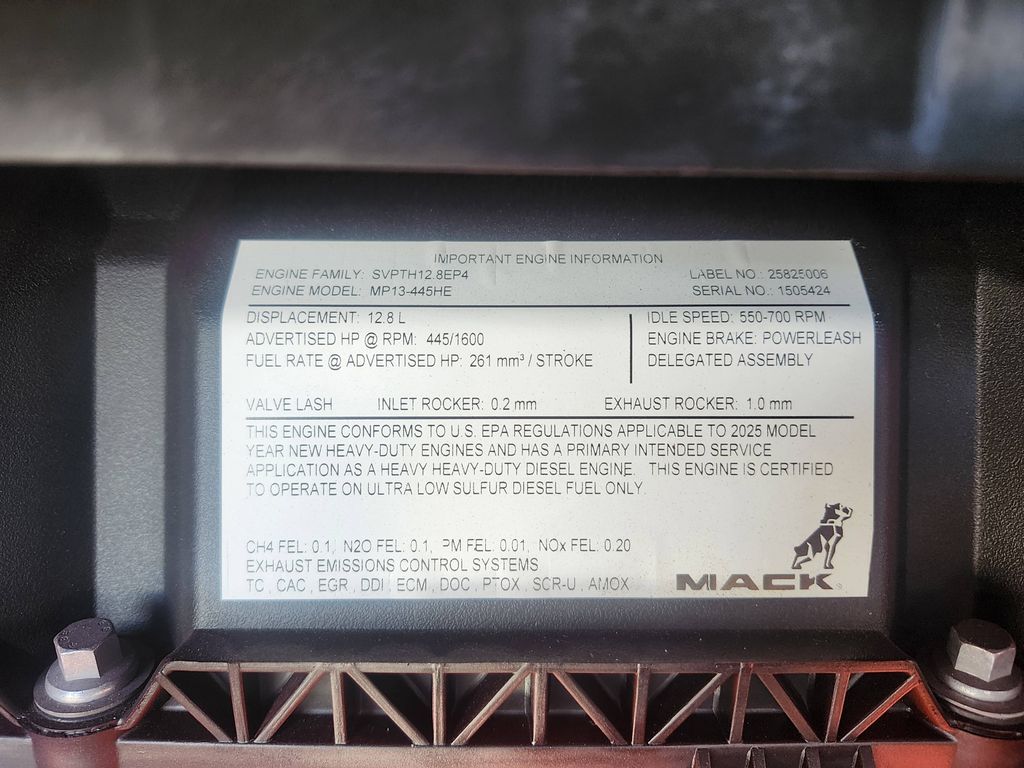 IMPORTANT ENGINE INFORMATION
ENGINE FAMILY: SVPTH12.8EP4 LABEL NO.: 25825006
ENGINE MODEL: MP13-445HE SERIAL NO.: 1505424
DISPLACEMENT: 12.8 L IDLE SPEED: 550-700 RPM
ADVERTISED HP @ RPM: 445/1600 ENGINE BRAKE: POWERLEASH
FUEL RATE @ ADVERTISED HP: 261 mm³ / STROKE DELEGATED ASSEMBLY
VALVE LASH INLET ROCKER: 0.2 mm EXHAUST ROCKER: 1.0 mm
THIS ENGINE CONFORMS TO U.S. EPA REGULATIONS APPLICABLE TO 2025 MODEL
YEAR NEW HEAVY-DUTY ENGINES AND HAS A PRIMARY INTENDED SERVICE
APPLICATION AS A HEAVY HEAVY-DUTY DIESEL ENGINE. THIS ENGINE IS CERTIFIED
TO OPERATE ON ULTRA LOW SULFUR DIESEL FUEL ONLY.
CH4 FEL: 0.1, N2O FEL: 0.1, PM FEL: 0.01, NOx FEL: 0.20
EXHAUST EMISSIONS CONTROL SYSTEMS
TC , CAC , EGR , DDI , ECM , DOC , PTOX , SCR-U , AMOX
MACK